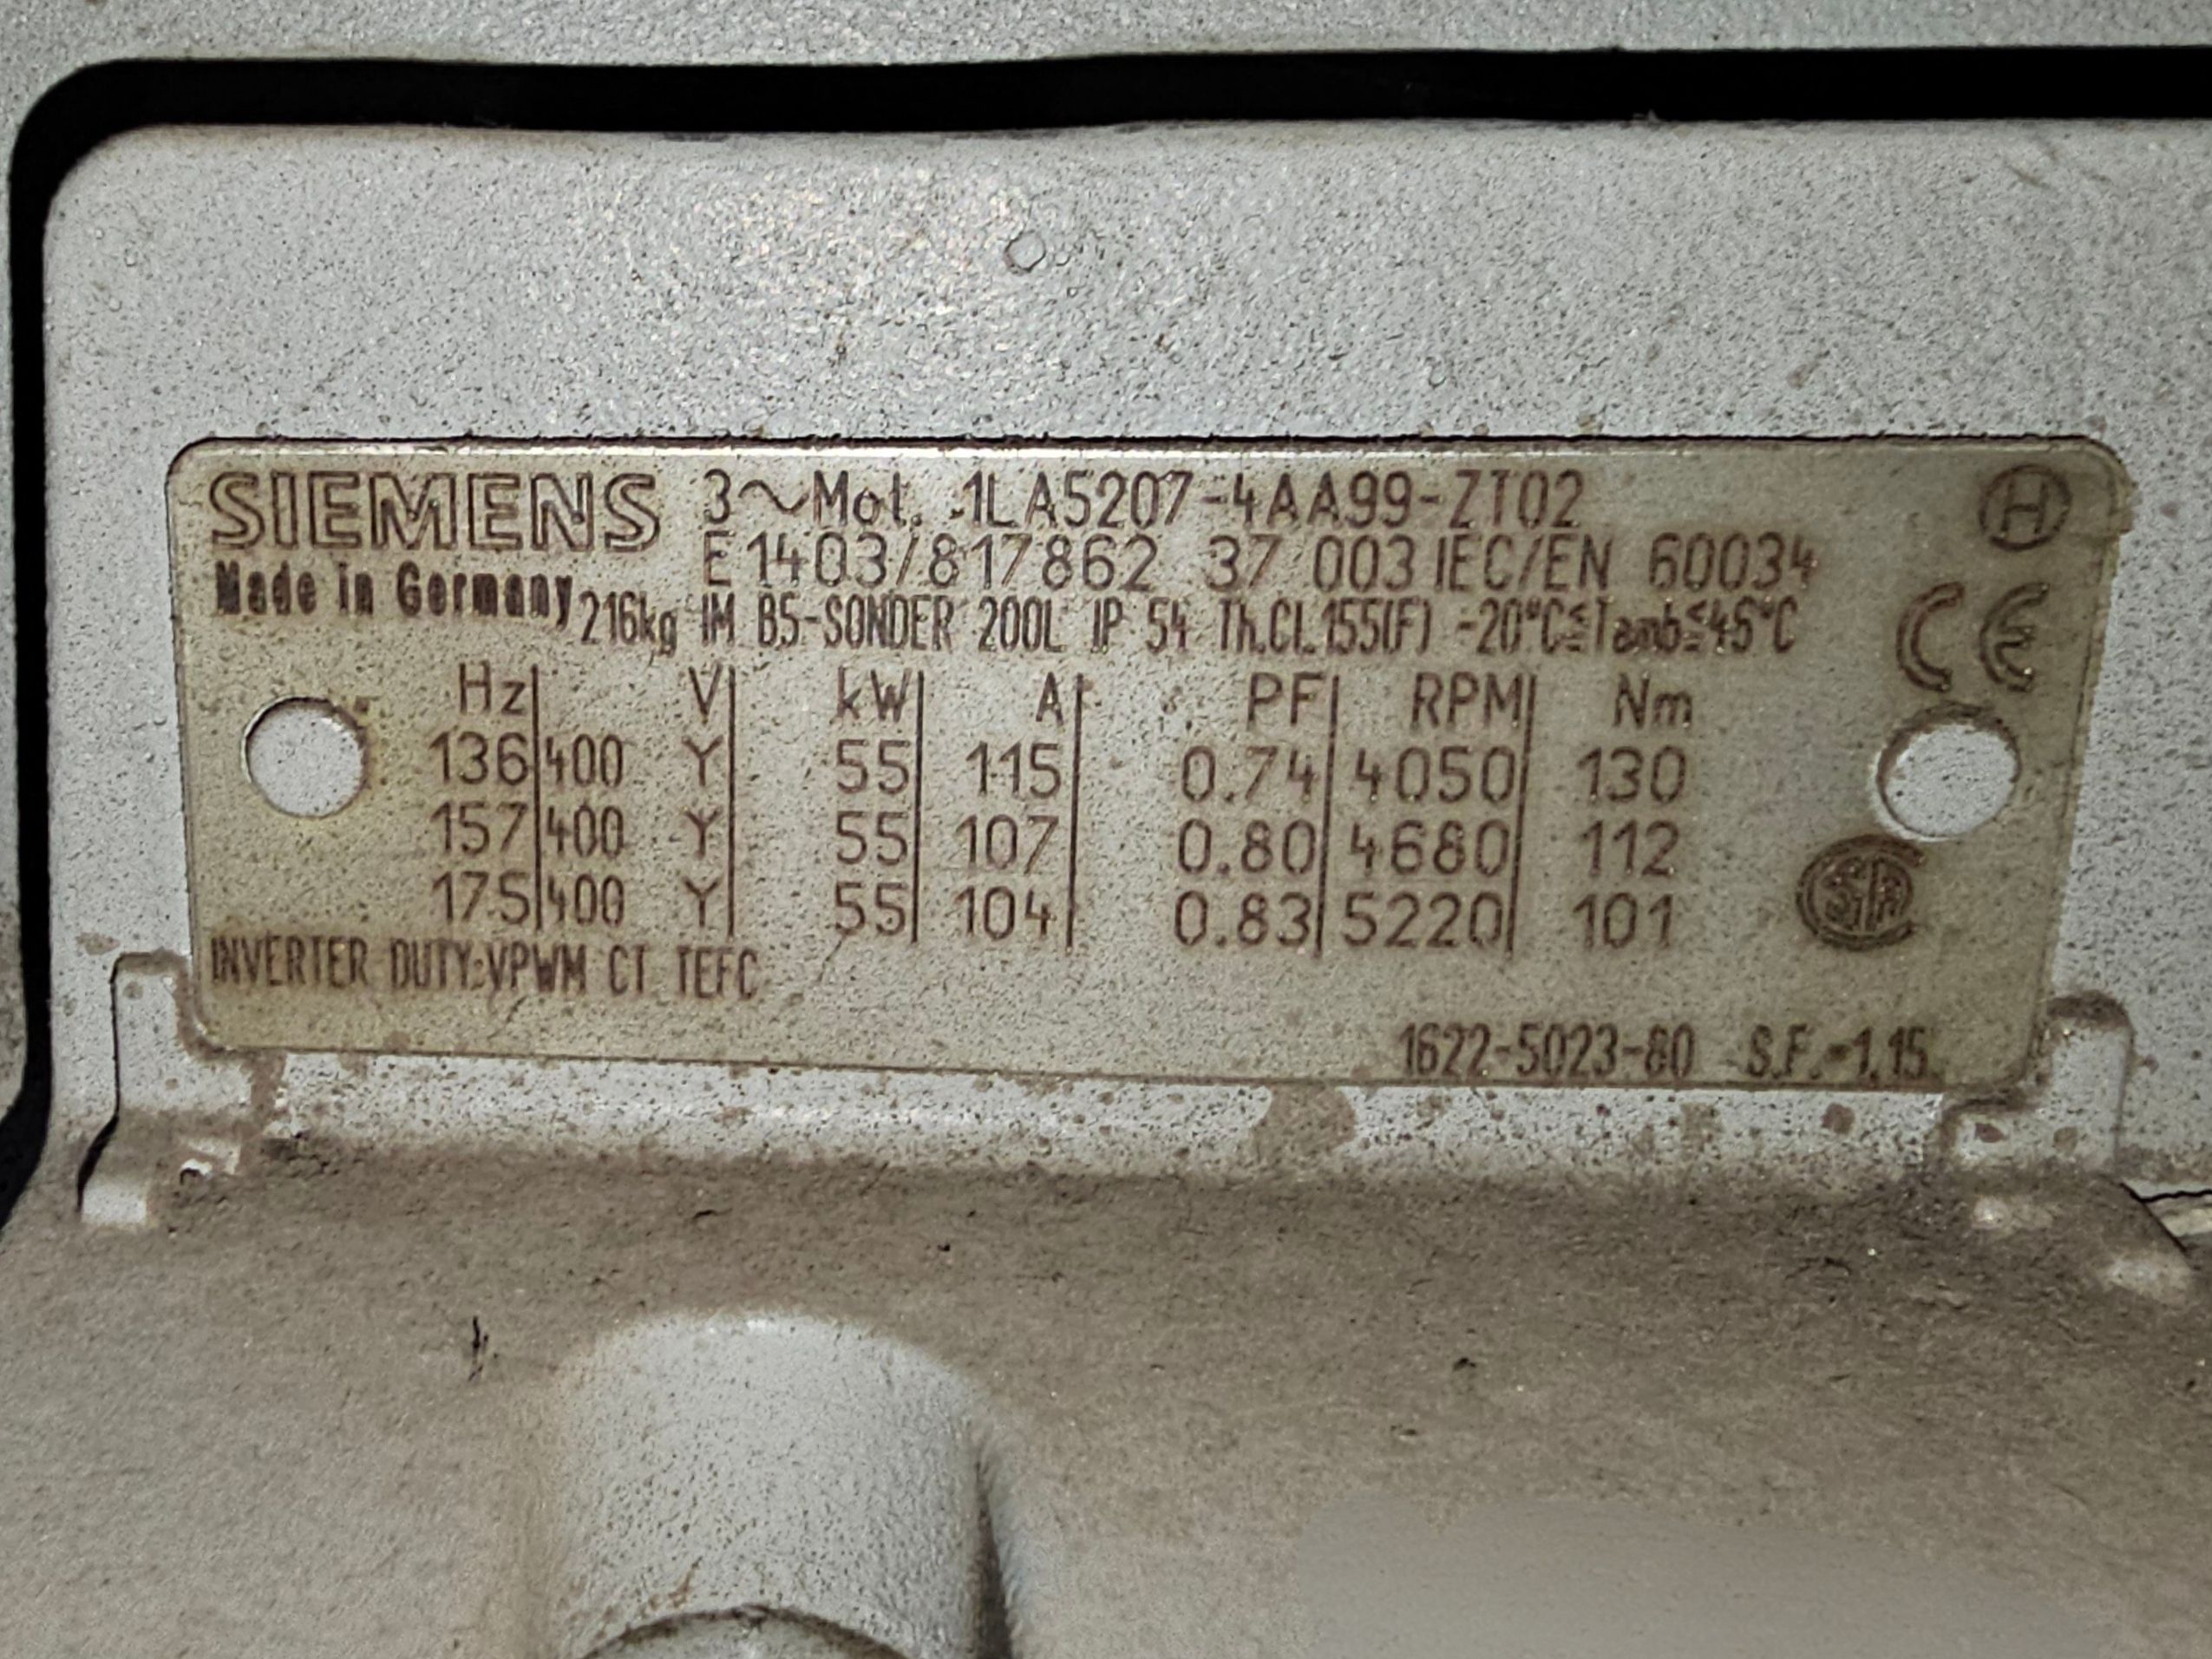 SIEMENS 3~Mot. 1LA5207-4AA99-ZT02 H
E1403/817862 37 003 IEC/EN 60034
Made in Germany 216kg IM B5-SONDER 200L IP 54 Th.Cl.155(F) -20°C≤Tamb≤45°C CE
Hz V kW A PF RPM Nm
136 400 Y 55 115 0.74 4050 130
157 400 Y 55 107 0.80 4680 112
175 400 Y 55 104 0.83 5220 101
INVERTER DUTY:VPWM CT TEFC
1622-5023-80 S.F.-1.15